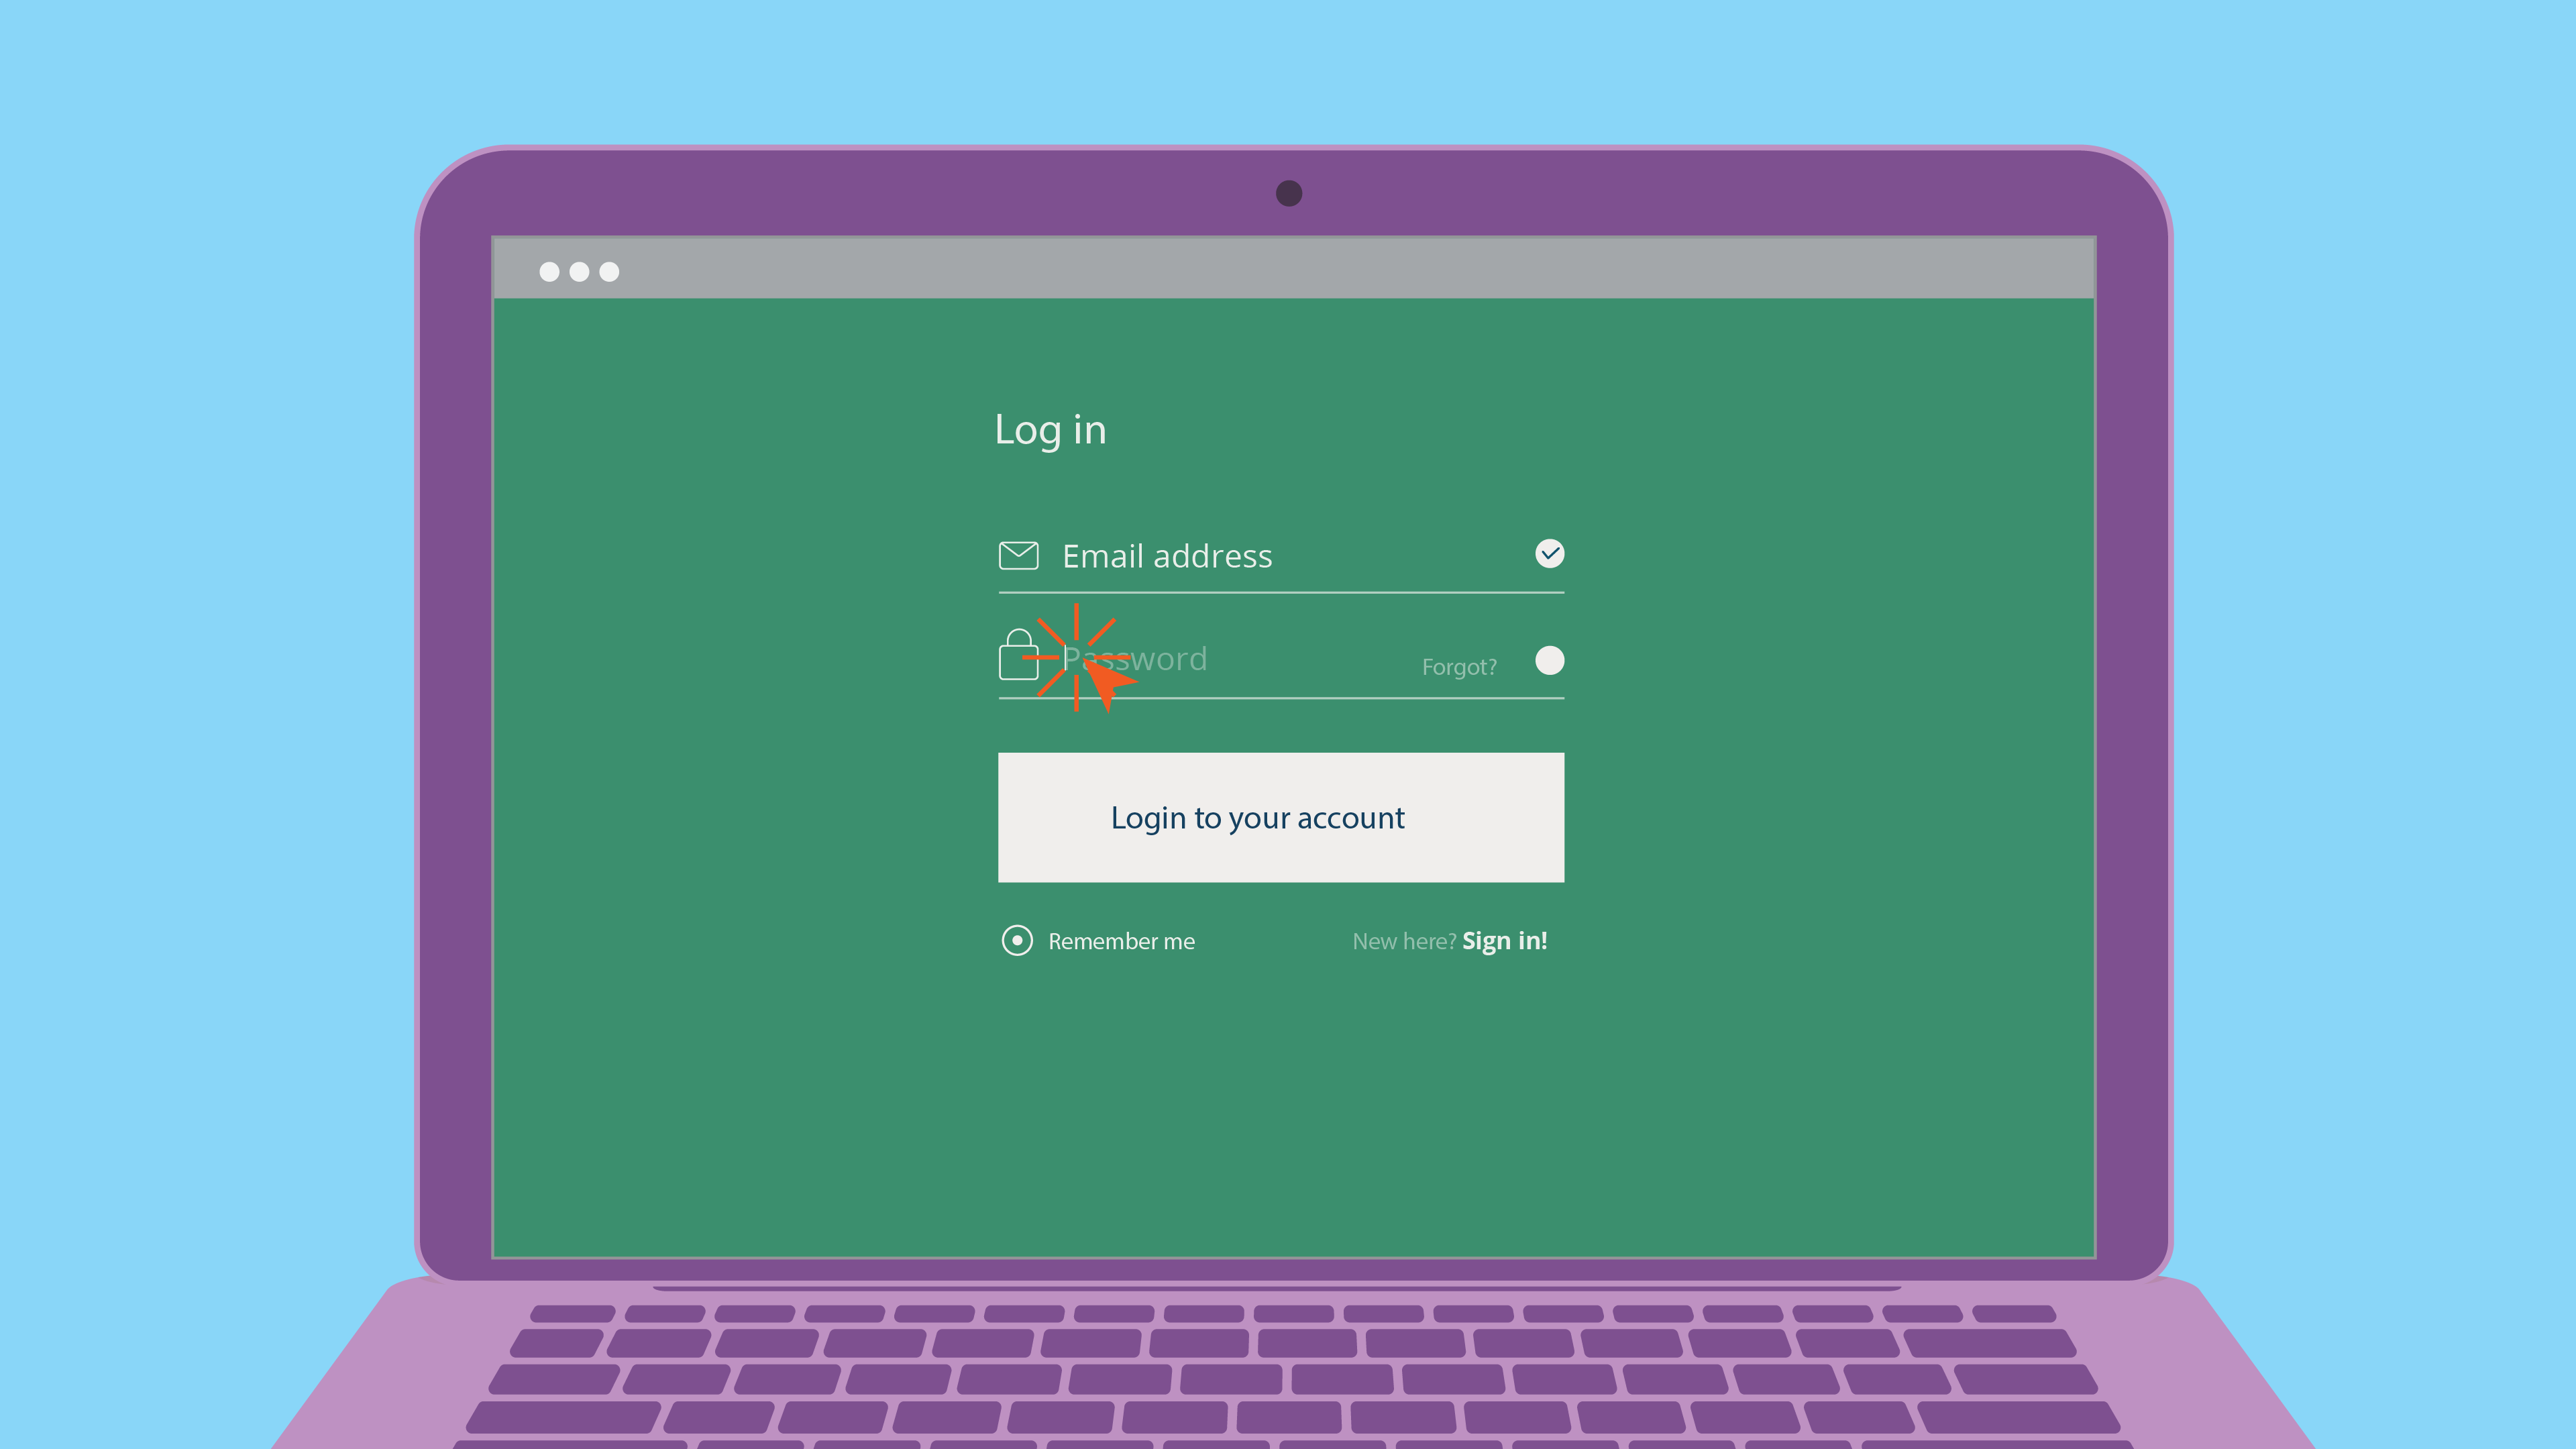 Log in
Email address
Password Forgot?
Login to your account
Remember me New here? Sign in!